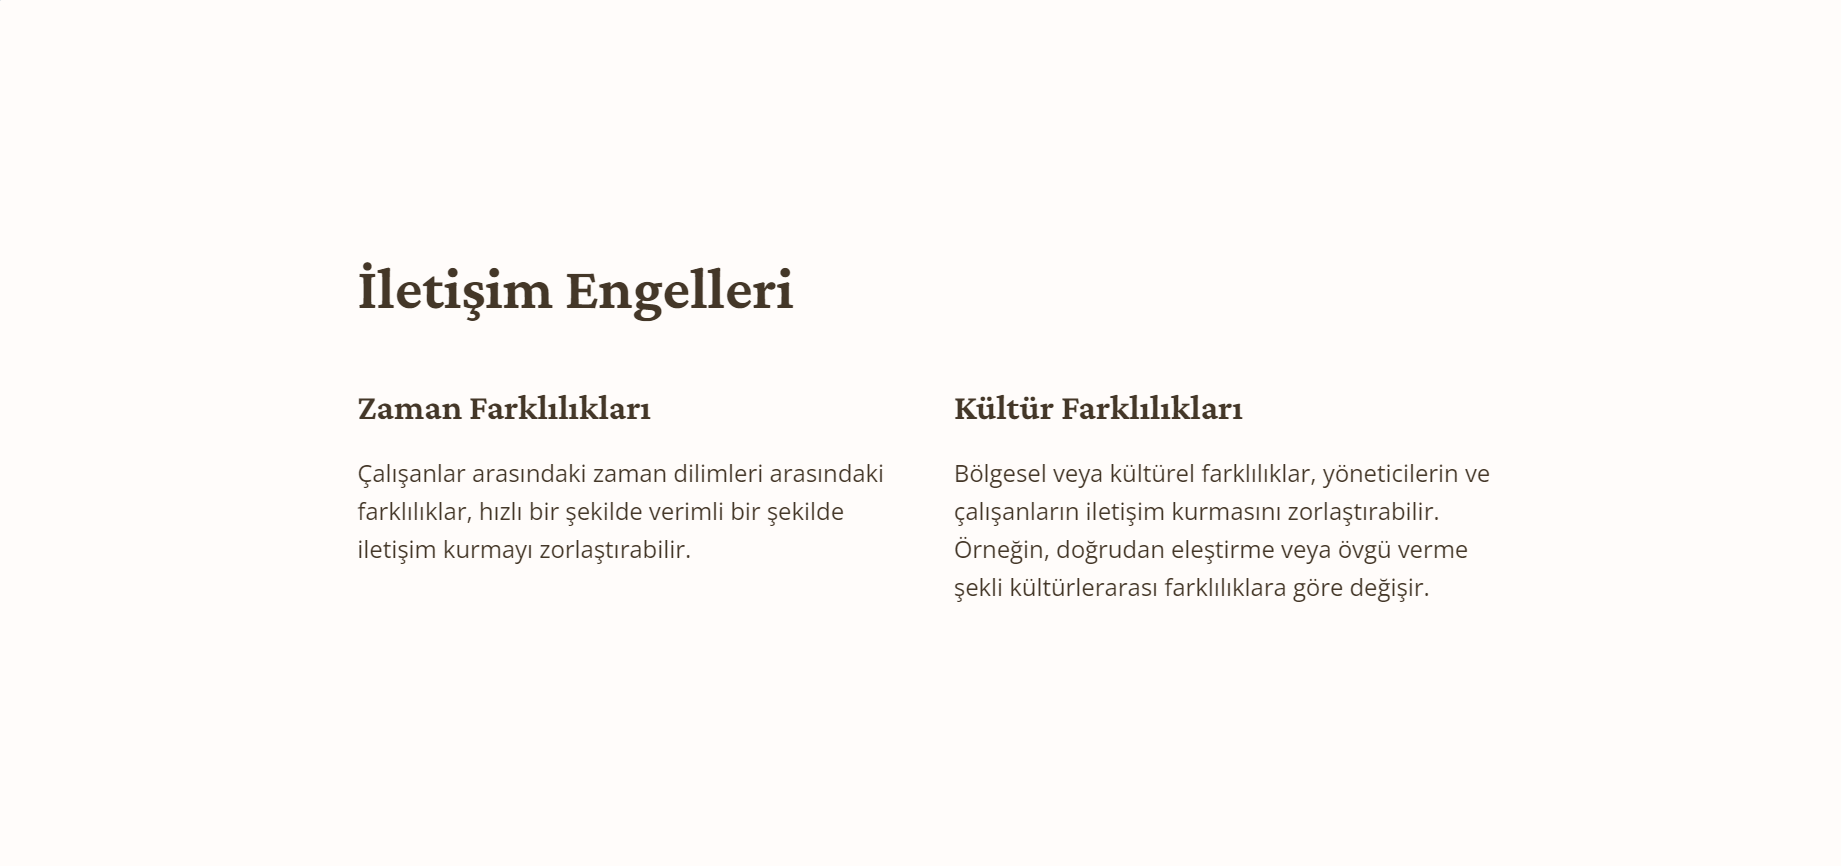 İletişim Engelleri
Zaman Farklılıkları
Çalışanlar arasındaki zaman dilimleri arasındaki
farklılıklar, hızlı bir şekilde verimli bir şekilde
iletişim kurmayı zorlaştırabilir.
Kültür Farklılıkları
Bölgesel veya kültürel farklılıklar, yöneticilerin ve
çalışanların iletişim kurmasını zorlaştırabilir.
Örneğin, doğrudan eleştirme veya övgü verme
şekli kültürlerarası farklılıklara göre değişir.